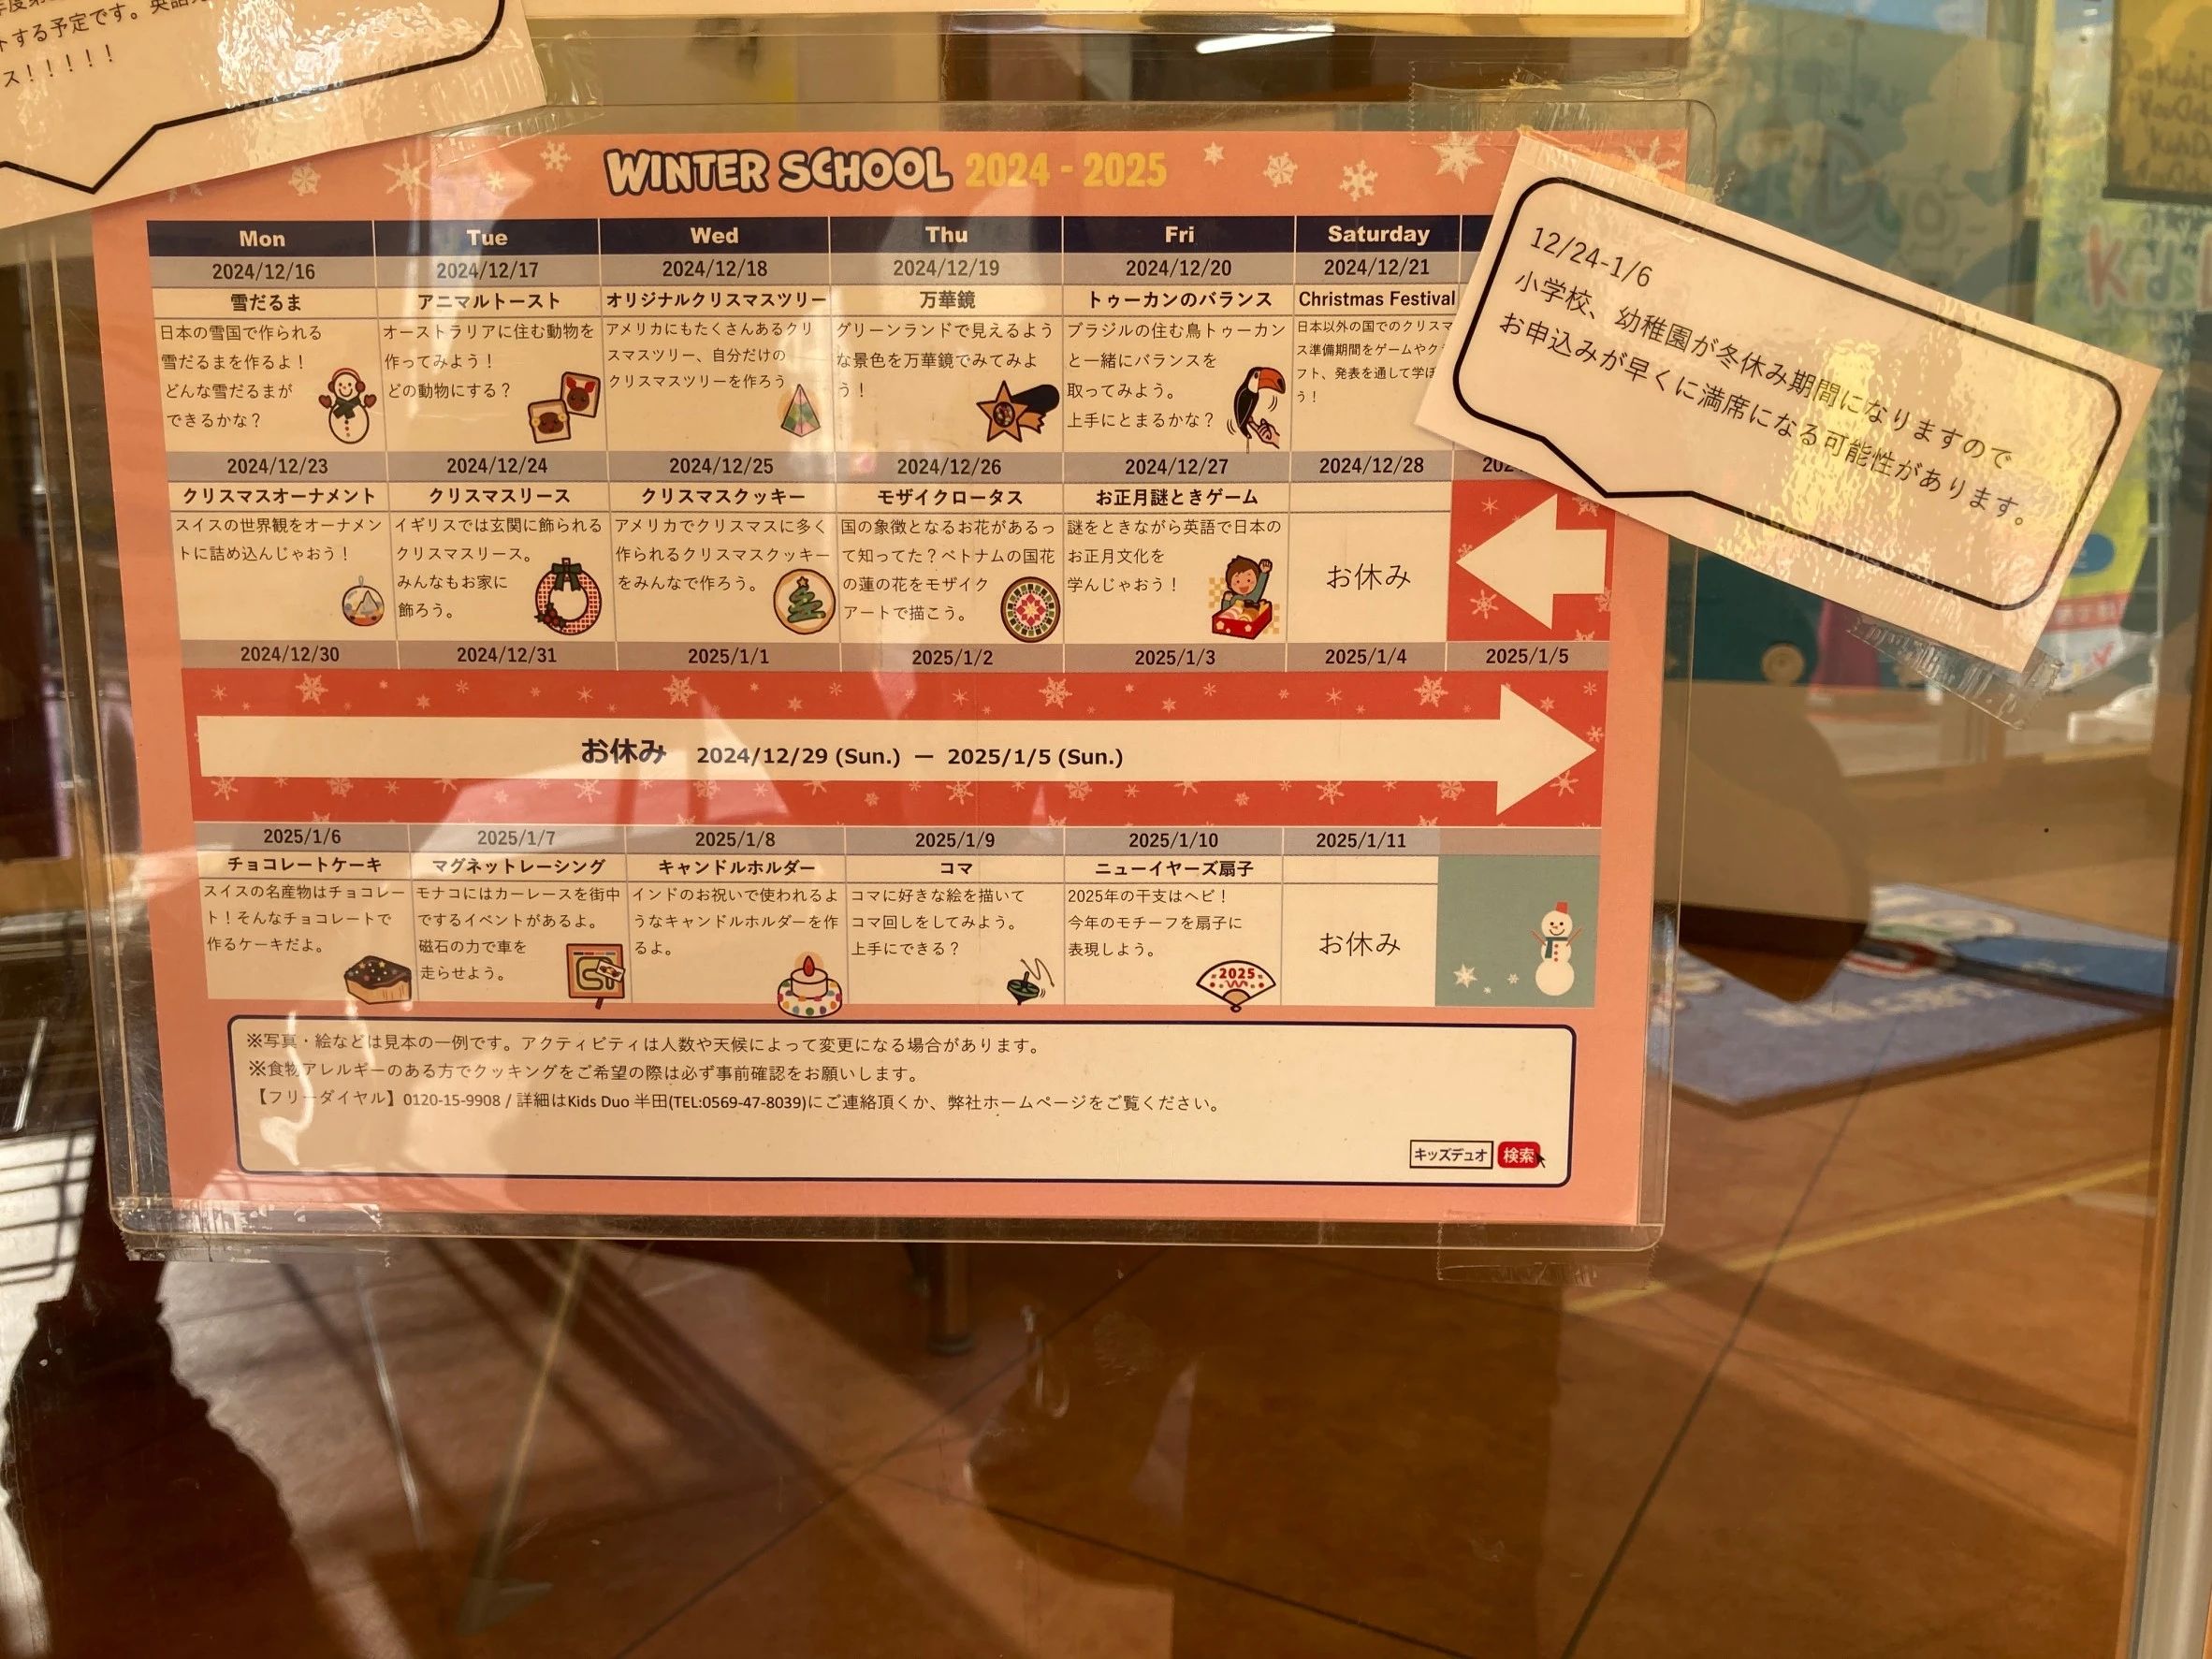 する予定です。
ス！！！！！
WINTER SCHOOL 2024 - 2025
Mon Tue Wed Thu Fri Saturday
2024/12/16 2024/12/17 2024/12/18 2024/12/19 2024/12/20 2024/12/21
雪だるま
日本の雪国で作られる
雪だるまを作るよ！
どんな雪だるまが
できるかな？
アニマルトースト
オーストラリアに住む動物を
作ってみよう！
どの動物にする？
オリジナルクリスマスツリー
アメリカにもたくさんあるクリ
スマスツリー、自分だけの
クリスマスツリーを作ろう
万華鏡
グリーンランドで見えるよう
な景色を万華鏡でみてみよ
う！
トゥーカンのバランス
ブラジルの住む鳥トゥーカン
と一緒にバランスを
取ってみよう。
上手にとまるかな？
Christmas Festival
日本以外の国でのクリスマ
ス準備期間をゲームやク
フト、発表を通して学ぼ
う！
12/24-1/6
小学校、幼稚園が冬休み期間になりますので
お申込みが早くに満席になる可能性があります。
2024/12/23 2024/12/24 2024/12/25 2024/12/26 2024/12/27 2024/12/28
クリスマスオーナメント
スイスの世界観をオーナメン
トに詰め込んじゃおう！
クリスマスリース
イギリスでは玄関に飾られる
クリスマスリース。
みんなもお家に
飾ろう。
クリスマスクッキー
アメリカでクリスマスに多く
作られるクリスマスクッキー
をみんなで作ろう。
モザイクロータス
国の象徴となるお花があるっ
て知ってた？ベトナムの国花
の蓮の花をモザイク
アートで描こう。
お正月謎ときゲーム
謎をときながら英語で日本の
お正月文化を
学んじゃおう！
お休み
2024/12/30 2024/12/31 2025/1/1 2025/1/2 2025/1/3 2025/1/4 2025/1/5
お休み 2024/12/29 (Sun.) ー 2025/1/5 (Sun.)
2025/1/6 2025/1/7 2025/1/8 2025/1/9 2025/1/10 2025/1/11
チョコレートケーキ
スイスの名産物はチョコレー
ト！そんなチョコレートで
作るケーキだよ。
マグネットレーシング
モナコにはカーレースを街中
でするイベントがあるよ。
磁石の力で車を
走らせよう。
キャンドルホルダー
インドのお祝いで使われるよ
うなキャンドルホルダーを作
るよ。
コマ
コマに好きな絵を描いて
コマ回しをしてみよう。
上手にできる？
ニューイヤーズ扇子
2025年の干支はヘビ！
今年のモチーフを扇子に
表現しよう。
2025
お休み
※写真・絵などは見本の一例です。アクティビティは人数や天候によって変更になる場合があります。
※食物アレルギーのある方でクッキングをご希望の際は必ず事前確認をお願いします。
【フリーダイヤル】0120-15-9908 / 詳細はKids Duo 半田(TEL:0569-47-8039)にご連絡頂くか、弊社ホームページをご覧ください。
キッズデュオ 検索